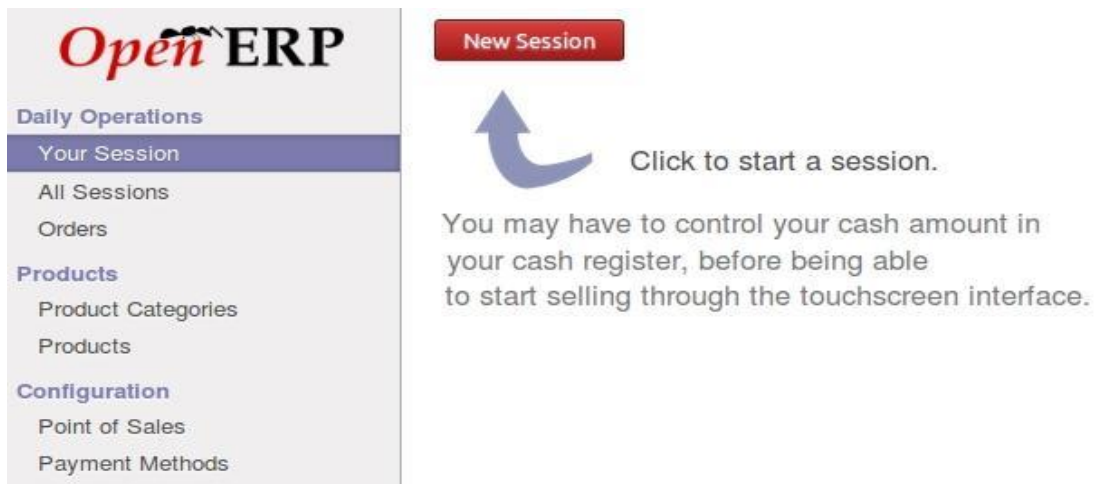 Open ERP
Daily Operations
Your Session
All Sessions
Orders
Products
Product Categories
Products
Configuration
Point of Sales
Payment Methods
New Session
Click to start a session.
You may have to control your cash amount in
your cash register, before being able
to start selling through the touchscreen interface.